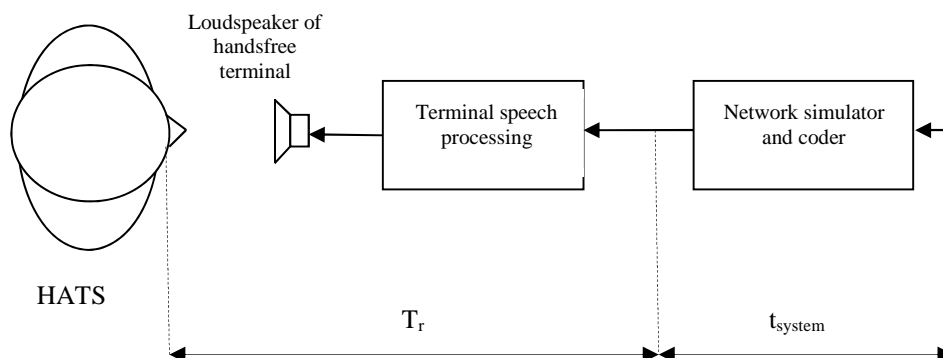 Loudspeaker of
handsfree
terminal
Terminal speech
processing
Network simulator
and coder
HATS
Tr
tsystem